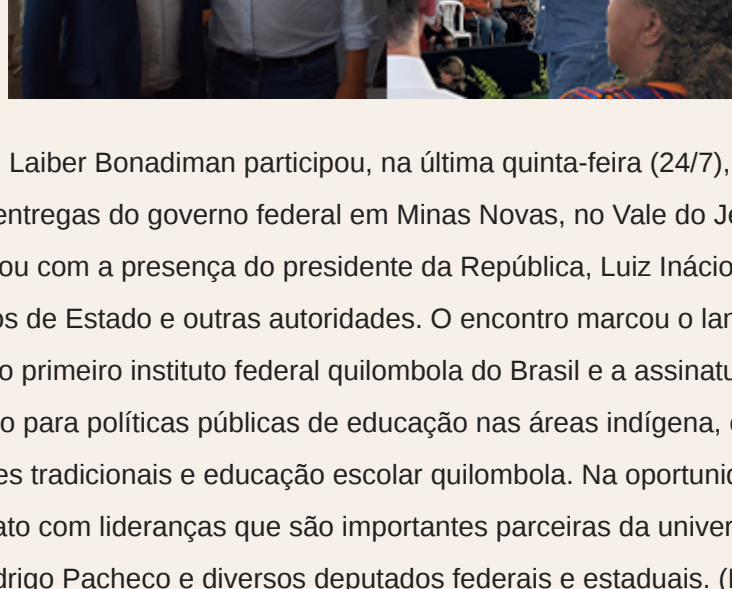 Laiber Bonadiman participou, na última quinta-feira (24/7),
entregas do governo federal em Minas Novas, no Vale do Je
ou com a presença do presidente da República, Luiz Inácio
os de Estado e outras autoridades. O encontro marcou o lan
o primeiro instituto federal quilombola do Brasil e a assinatu
o para políticas públicas de educação nas áreas indígena,
es tradicionais e educação escolar quilombola. Na oportunid
ato com lideranças que são importantes parceiras da univer
drigo Pacheco e diversos deputados federais e estaduais. (